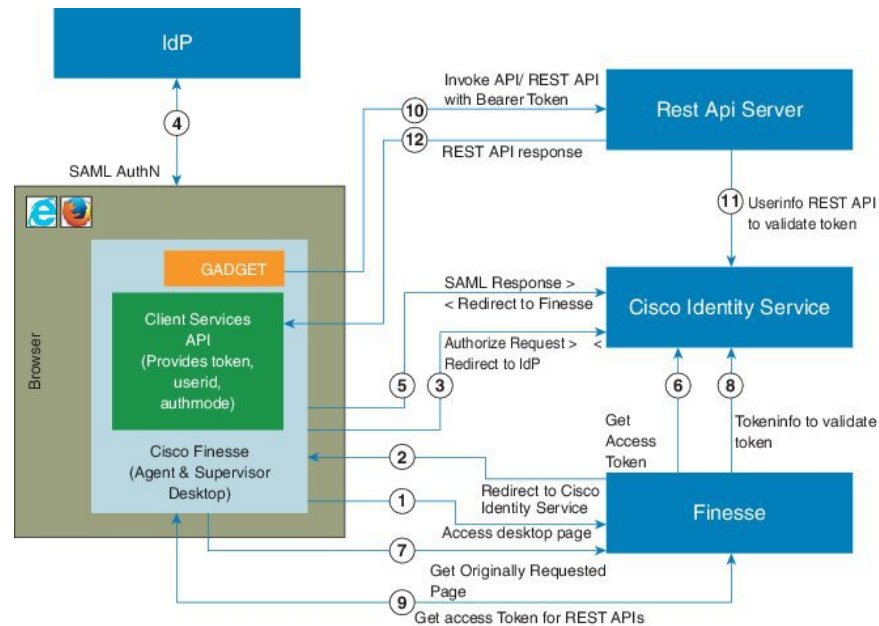 IdP
4
SAML AuthN
Invoke API/ REST API
with Bearer Token
10
Rest Api Server
12
REST API response
11
Userinfo REST API
to validate token
Browser
GADGET
Client Services
API
(Provides token,
userid,
authmode)
Cisco Finesse
(Agent & Supervisor
Desktop)
SAML Response >
< Redirect to Finesse
Cisco Identity Service
Authorize Request >   <
Redirect to IdP
5
3
6
8
Get
Access
Token
Tokeninfo to validate
token
2
Redirect to Cisco
Identity Service
1
Access desktop page
Finesse
7
Get Originally Requested
Page
9
Get access Token for REST APIs